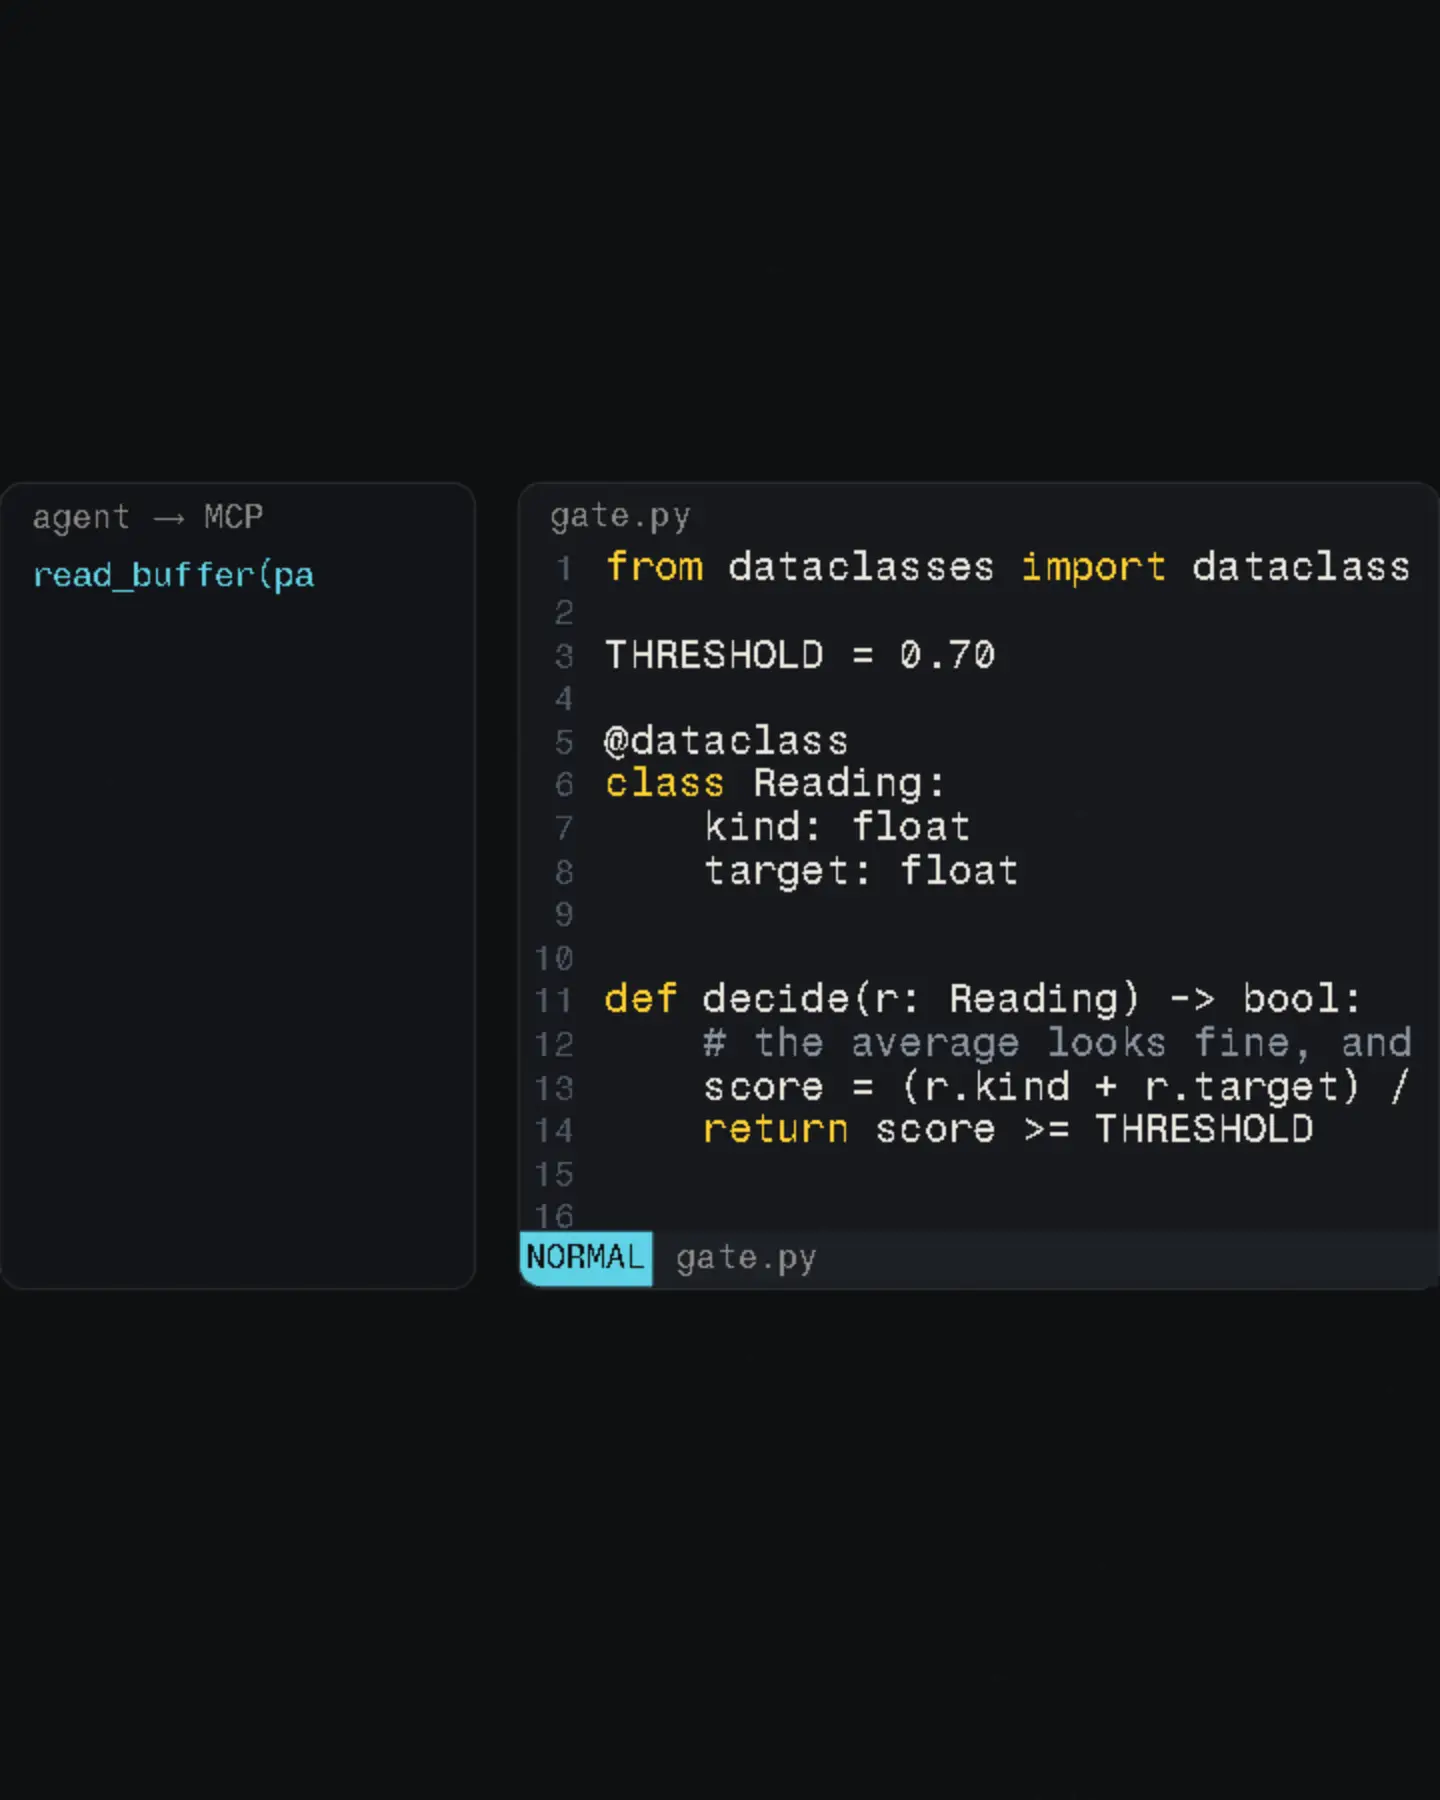 agent → MCP
read_buffer(pa
gate.py
1 from dataclasses import dataclass
2
3 THRESHOLD = 0.70
4
5 @dataclass
6 class Reading:
7     kind: float
8     target: float
9
10
11 def decide(r: Reading) -> bool:
12     # the average looks fine, and
13     score = (r.kind + r.target) /
14     return score >= THRESHOLD
15
16
NORMAL gate.py